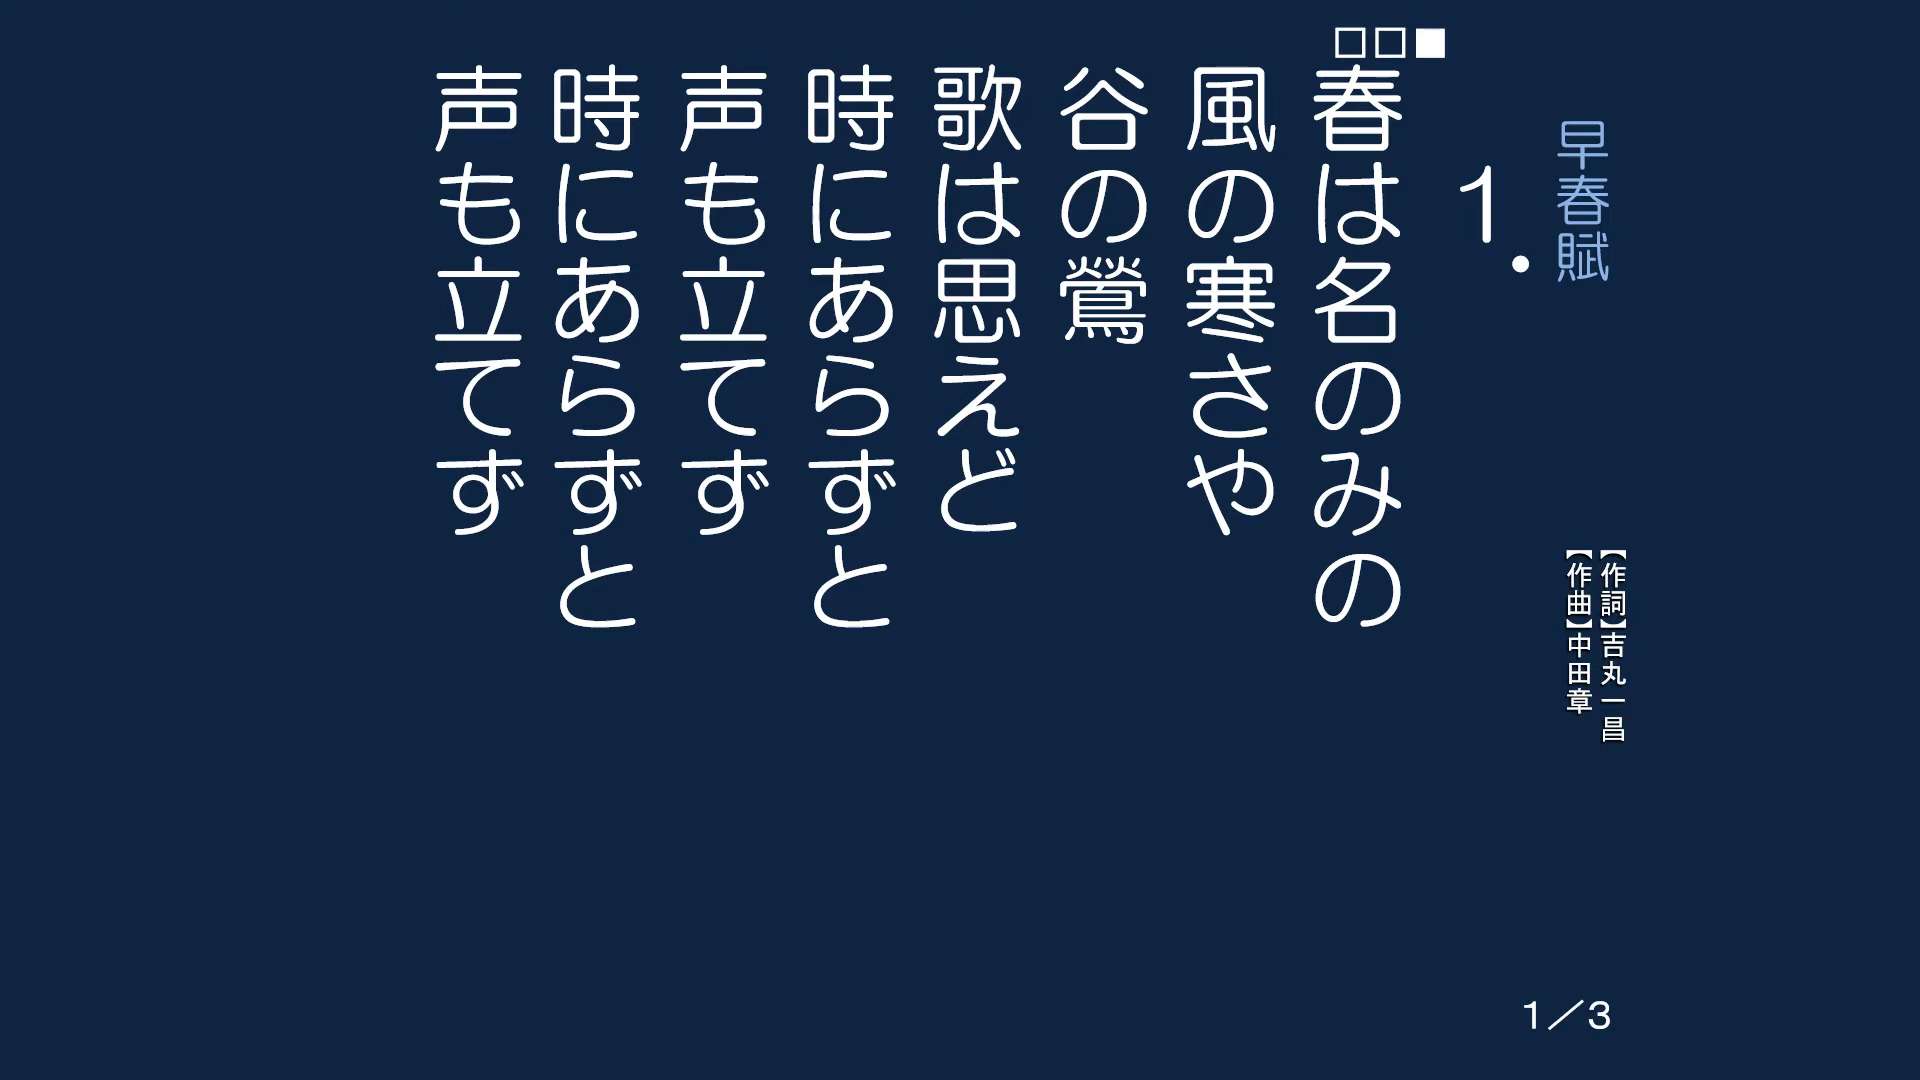 早春賦
【作詞】吉丸一昌
【作曲】中田章
1.
□□■
春は名のみの
風の寒さや
谷の鶯
歌は思えど
時にあらずと
声も立てず
時にあらずと
声も立てず
1／3